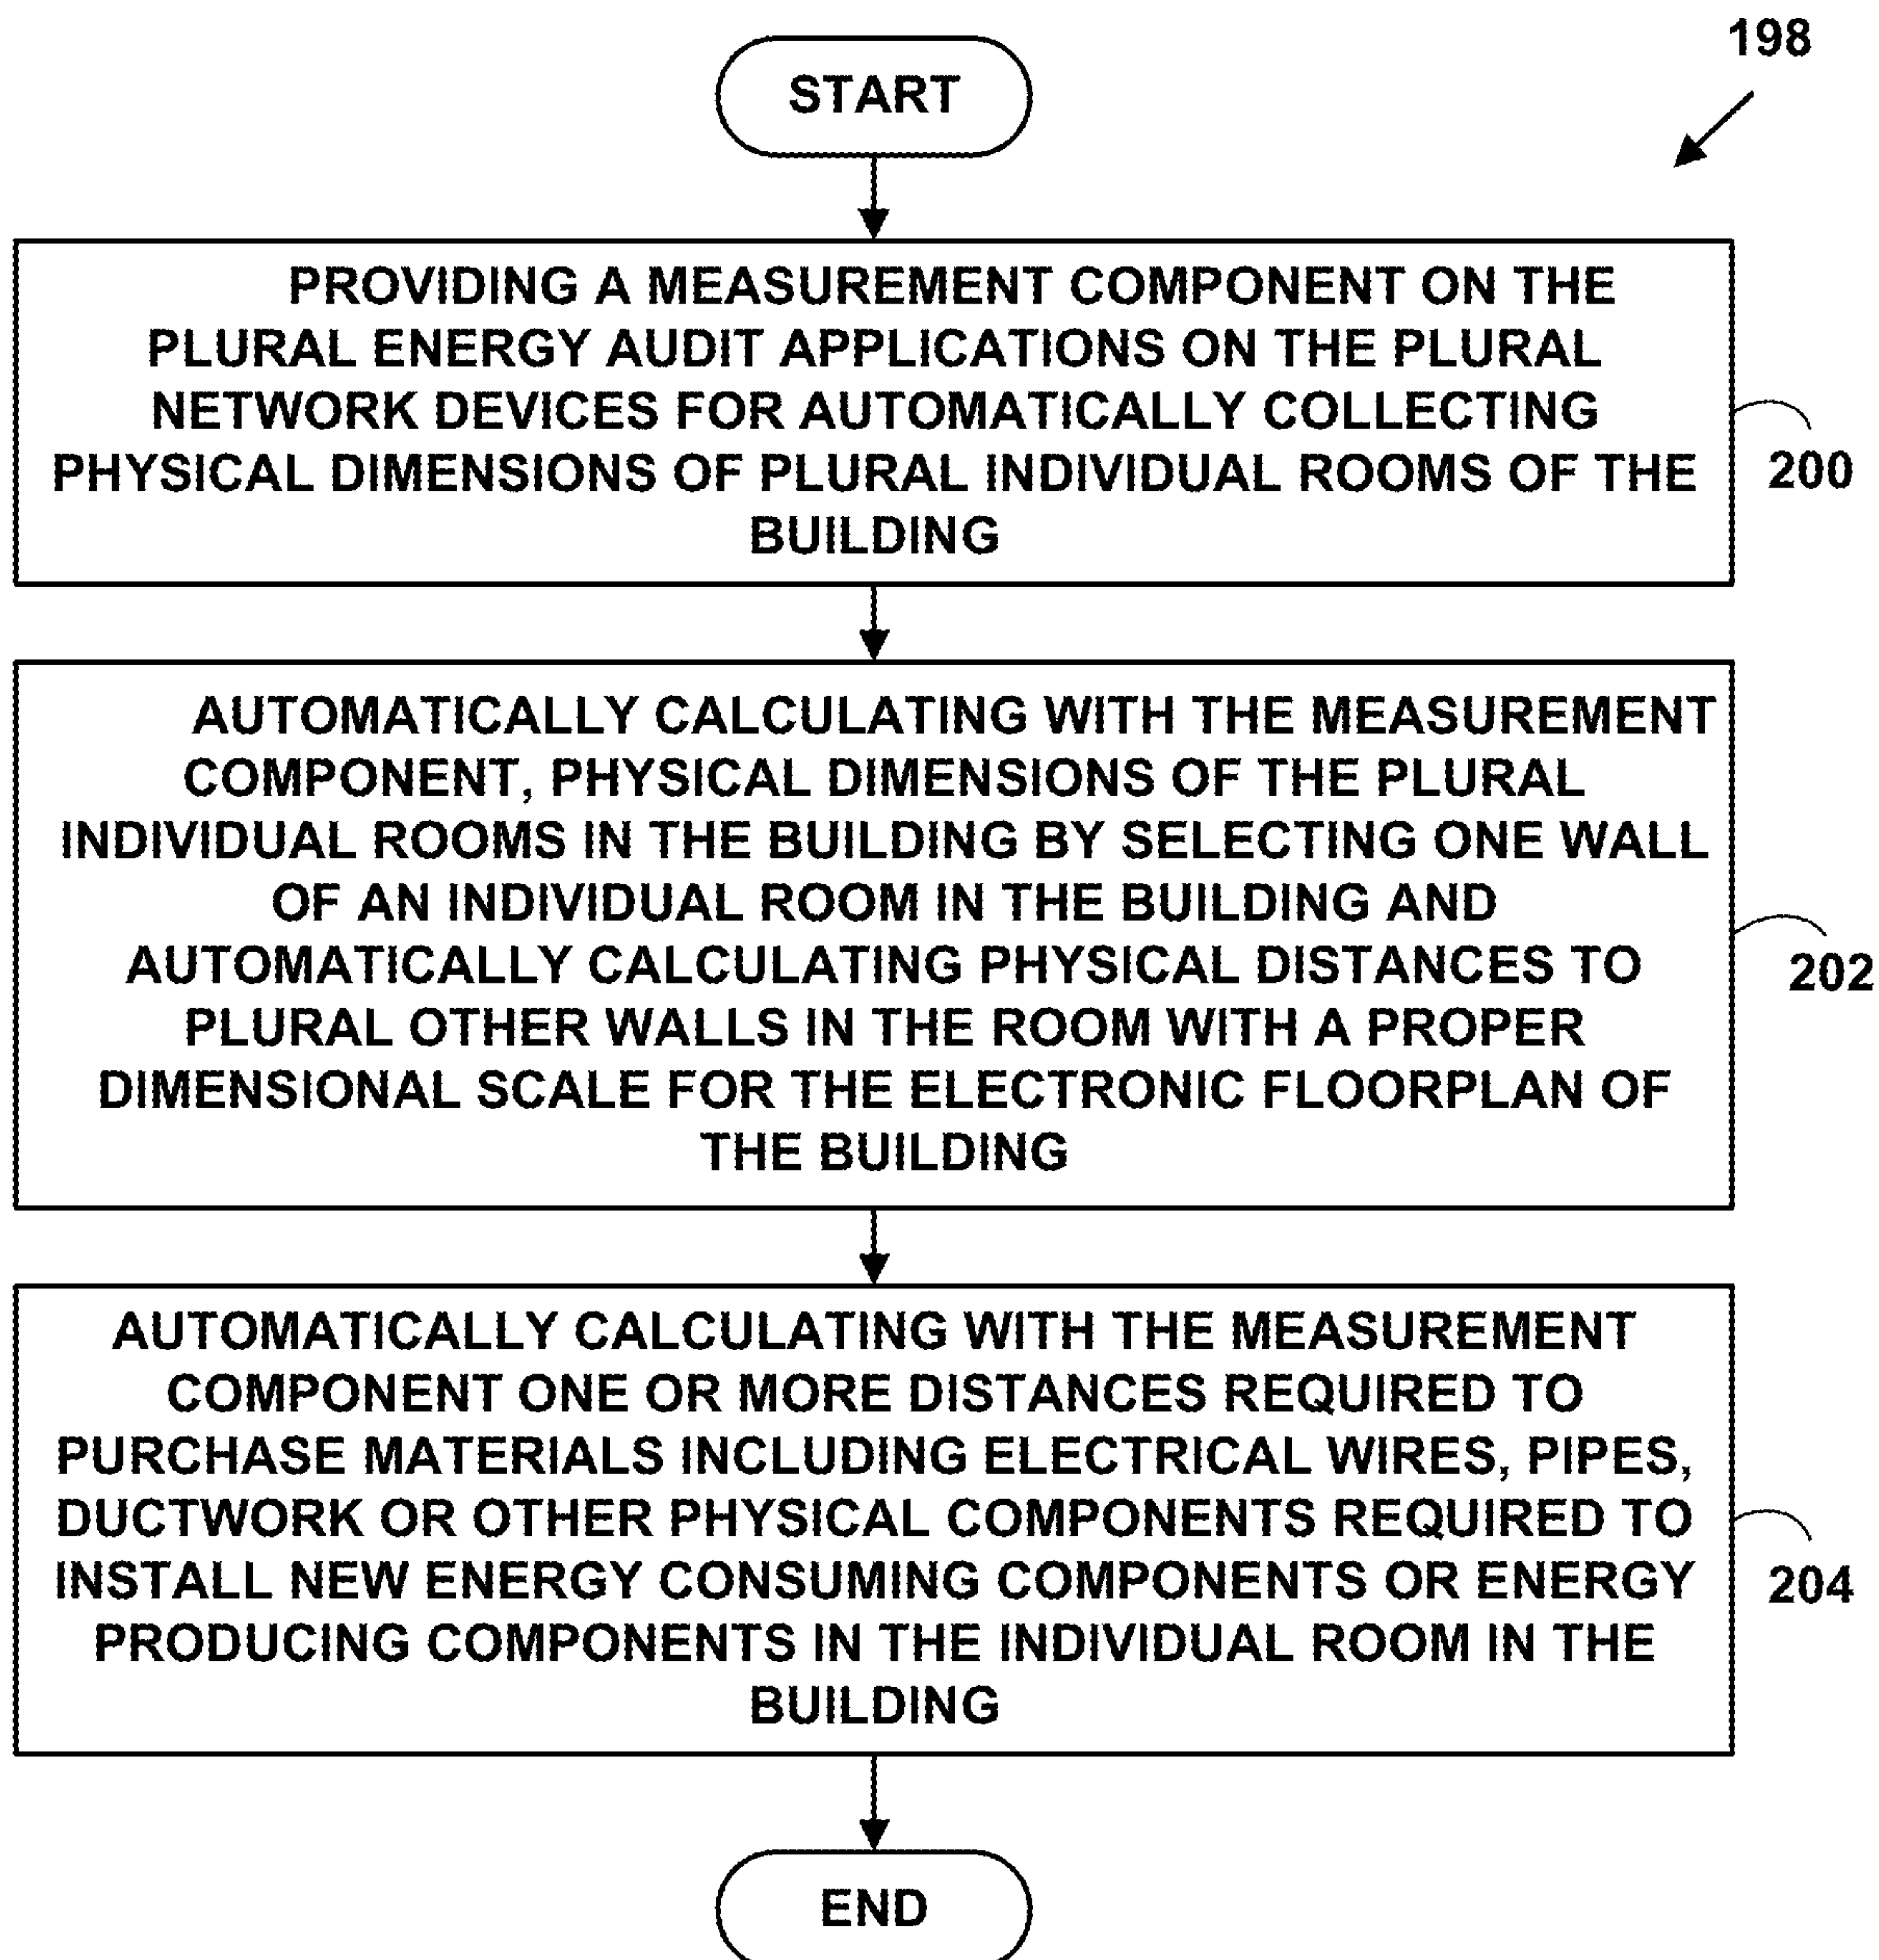 198
START
PROVIDING A MEASUREMENT COMPONENT ON THE
PLURAL ENERGY AUDIT APPLICATIONS ON THE PLURAL
NETWORK DEVICES FOR AUTOMATICALLY COLLECTING
PHYSICAL DIMENSIONS OF PLURAL INDIVIDUAL ROOMS OF THE
BUILDING
200
AUTOMATICALLY CALCULATING WITH THE MEASUREMENT
COMPONENT, PHYSICAL DIMENSIONS OF THE PLURAL
INDIVIDUAL ROOMS IN THE BUILDING BY SELECTING ONE WALL
OF AN INDIVIDUAL ROOM IN THE BUILDING AND
AUTOMATICALLY CALCULATING PHYSICAL DISTANCES TO
PLURAL OTHER WALLS IN THE ROOM WITH A PROPER
DIMENSIONAL SCALE FOR THE ELECTRONIC FLOORPLAN OF
THE BUILDING
202
AUTOMATICALLY CALCULATING WITH THE MEASUREMENT
COMPONENT ONE OR MORE DISTANCES REQUIRED TO
PURCHASE MATERIALS INCLUDING ELECTRICAL WIRES, PIPES,
DUCTWORK OR OTHER PHYSICAL COMPONENTS REQUIRED TO
INSTALL NEW ENERGY CONSUMING COMPONENTS OR ENERGY
PRODUCING COMPONENTS IN THE INDIVIDUAL ROOM IN THE
BUILDING
204
END